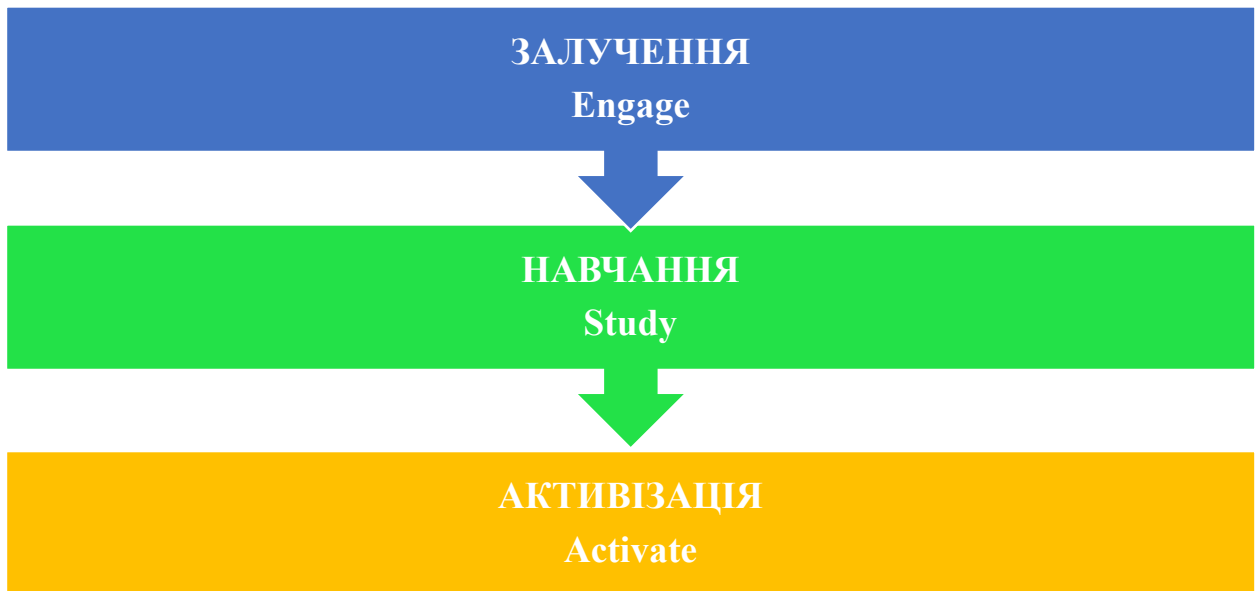 ЗАЛУЧЕННЯ
Engage
НАВЧАННЯ
Study
АКТИВІЗАЦІЯ
Activate